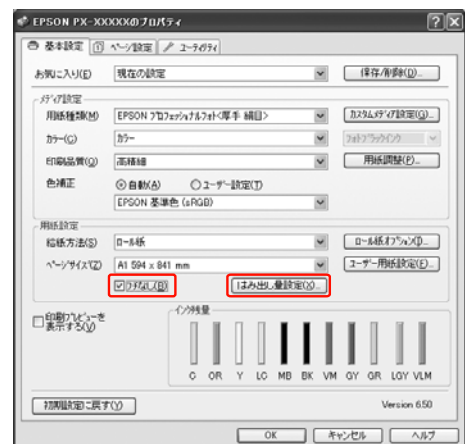 EPSON PX-XXXXXのプロパティ
基本設定 ページ設定 ユーティリティ
お気に入り(E) 現在の設定 保存/削除(D)...
メディア設定
用紙種類(M) EPSON プロフェッショナルフォト<厚手 絹目> カスタムメディア設定(G)...
カラー(C) カラー フォトブラックインク
印刷品質(Q) 高精細 用紙調整(P)...
色補正 自動(A) ユーザー設定(T)
EPSON 基準色 (sRGB)
用紙設定
給紙方法(S) ロール紙 ロール紙オプション(J)...
ページサイズ(Z) A1 594 x 841 mm ユーザー用紙設定(F)...
フチなし(B) はみ出し量設定(X)...
印刷プレビューを
表示する(V)
インク残量
C OR Y LC MB BK VM GY GR LGY VLM
初期設定に戻す(Y) Version 6.50
OK キャンセル ヘルプ